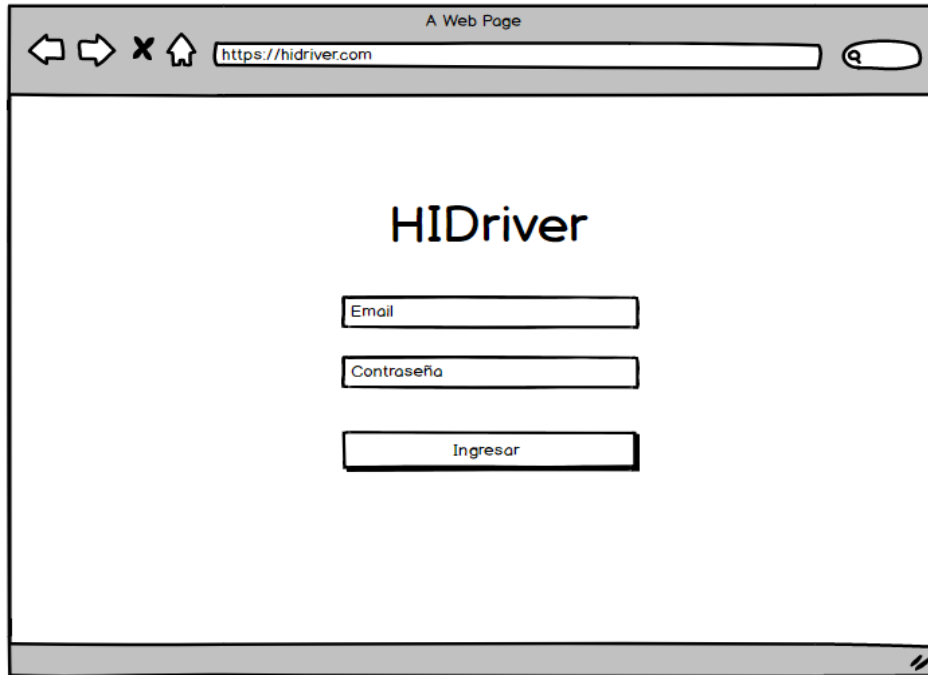 A Web Page
https://hidriver.com
HIDriver
Email
Contraseña
Ingresar